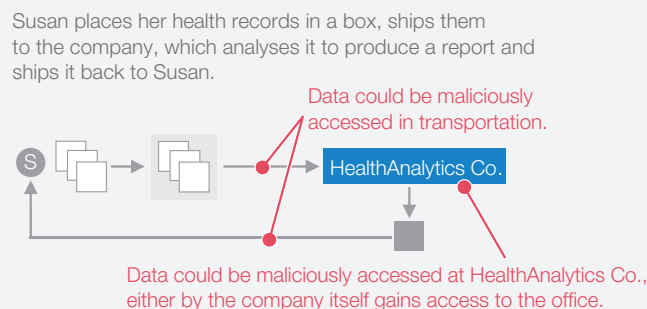 Susan places her health records in a box, ships them
to the company, which analyses it to produce a report and
ships it back to Susan.
Data could be maliciously
accessed in transportation.
S
HealthAnalytics Co.
Data could be maliciously accessed at HealthAnalytics Co.,
either by the company itself gains access to the office.